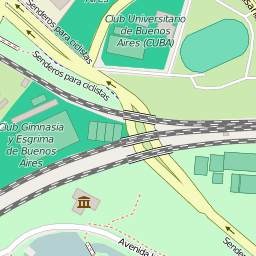 Aires
Senderos para ciclistas
Club Universitario
de Buenos
Aires (CUBA)
Senderos para ciclistas
Club Gimnasia
y Esgrima
de Buenos
Aires
Avenida